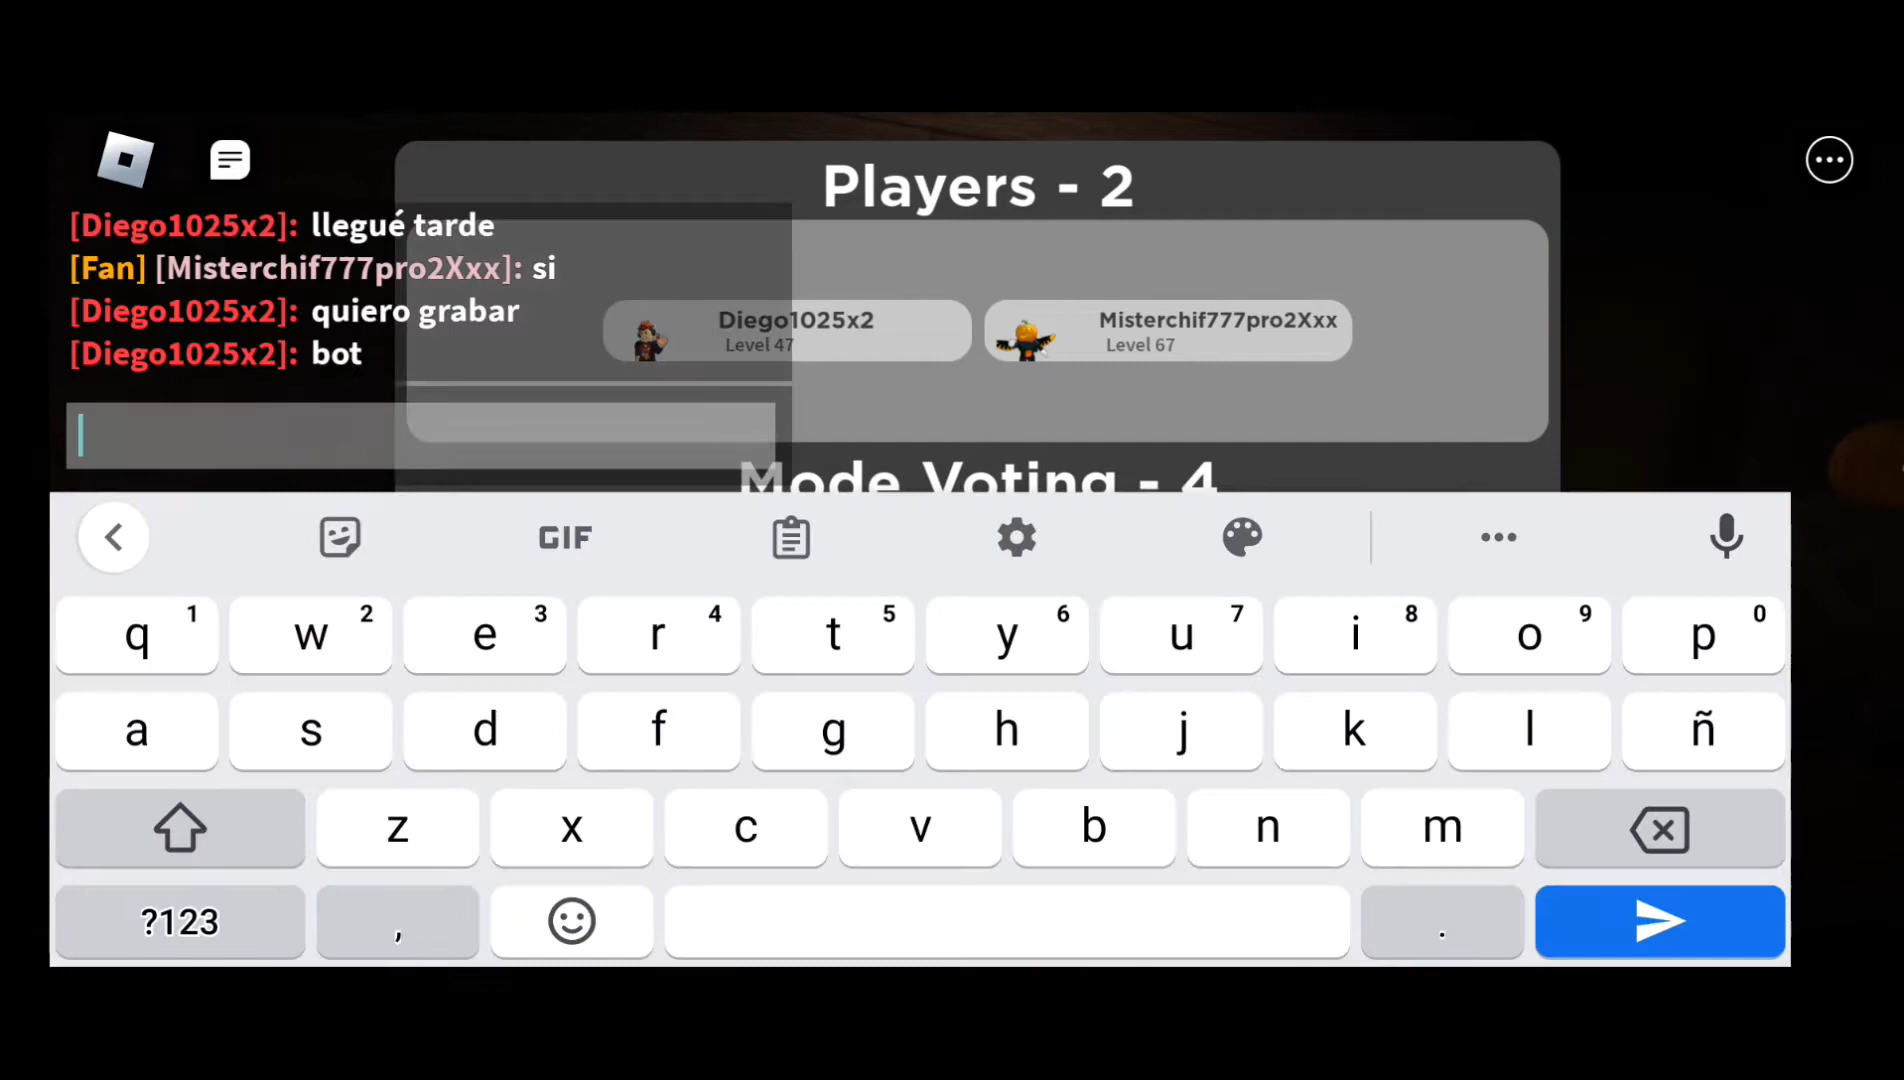 Players - 2
[Diego1025x2]: llegué tarde
[Fan] [Misterchif777pro2Xxx]: si
[Diego1025x2]: quiero grabar
[Diego1025x2]: bot
Diego1025x2
Level 47
Misterchif777pro2Xxx
Level 67
Mode Voting - 4
GIF
q 1 w 2 e 3 r 4 t 5 y 6 u 7 i 8 o 9 p 0
a s d f g h j k l ñ
z x c v b n m
?123 , .